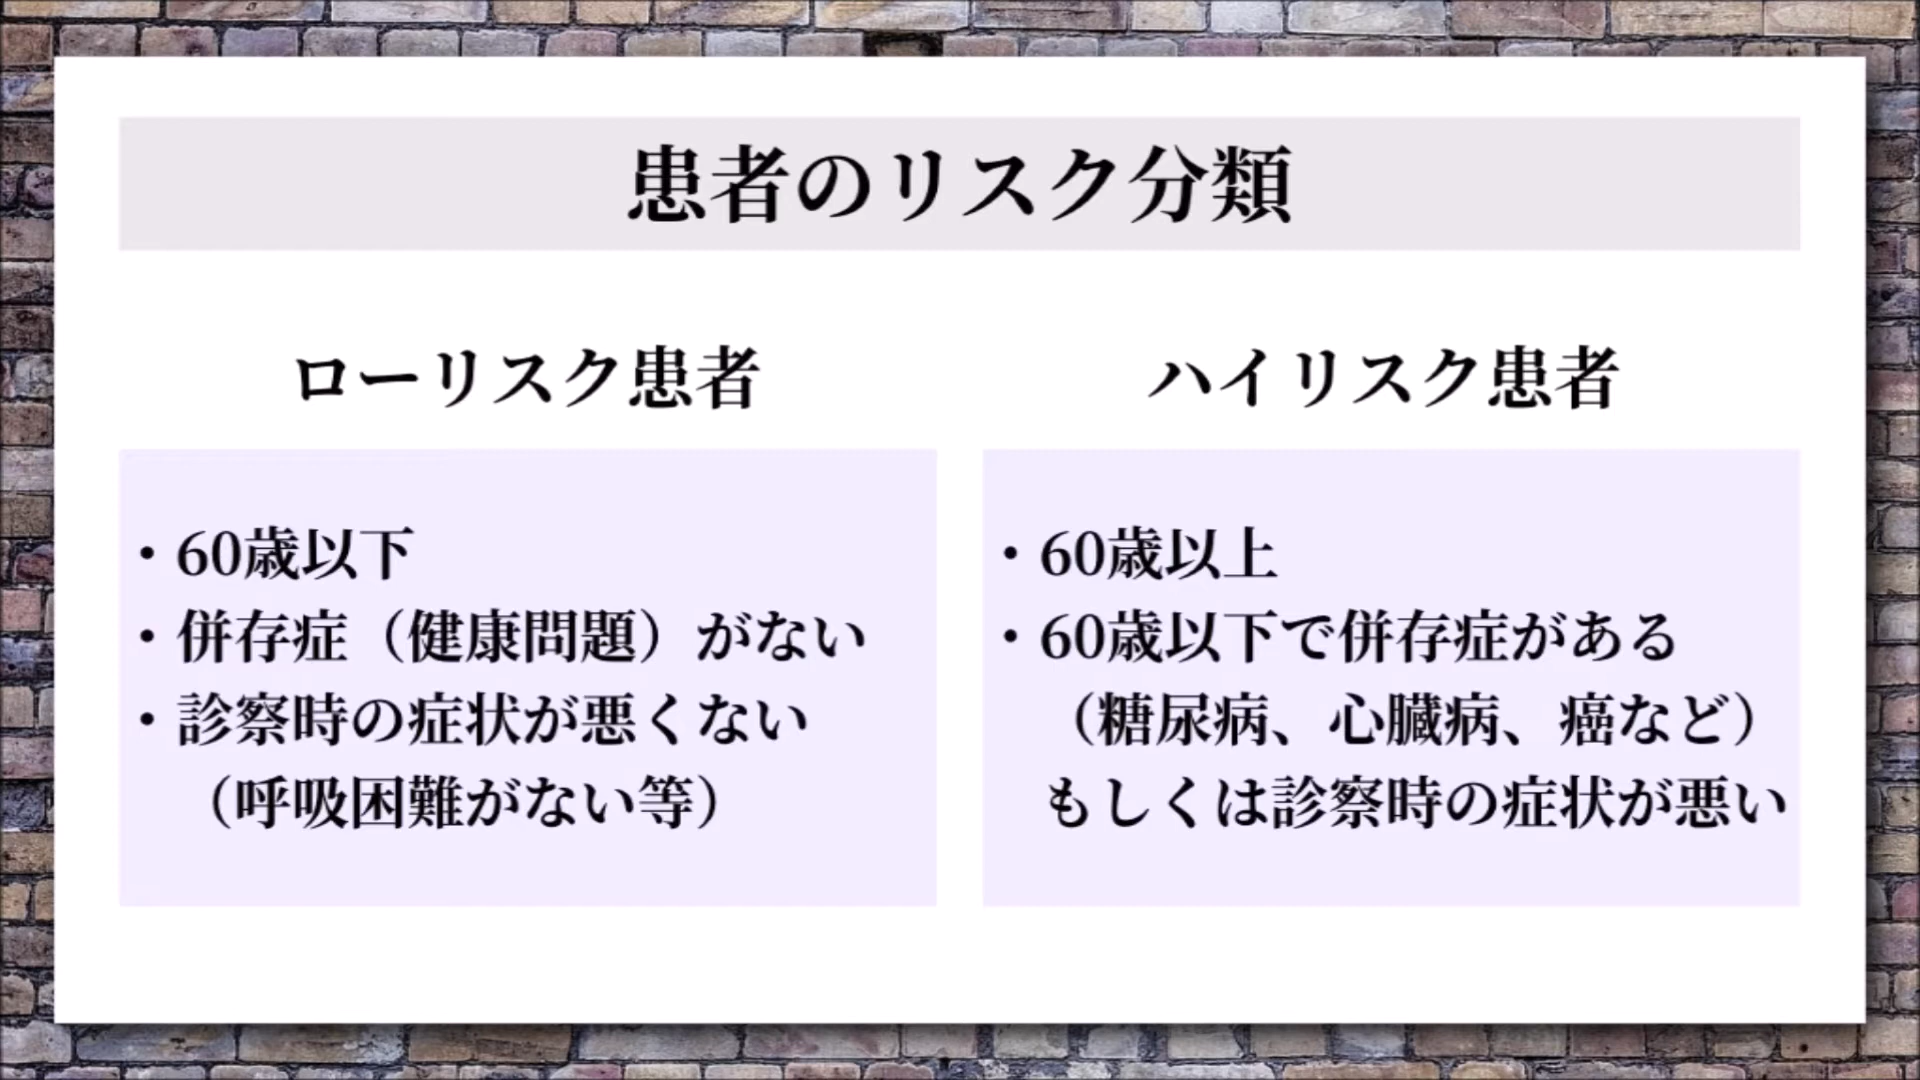 患者のリスク分類
ローリスク患者
・60歳以下
・併存症（健康問題）がない
・診察時の症状が悪くない
（呼吸困難がない等）
ハイリスク患者
・60歳以上
・60歳以下で併存症がある
（糖尿病、心臓病、癌など）
もしくは診察時の症状が悪い